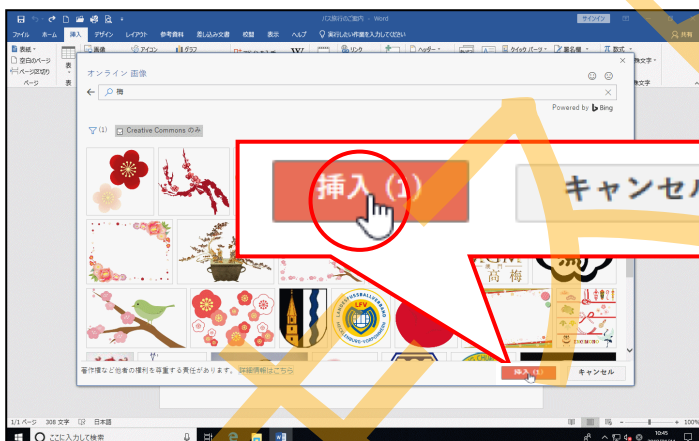 バス旅行のご案内 - Word
サインイン
ファイル ホーム 挿入 デザイン レイアウト 参考資料 差し込み文書 校閲 表示 ヘルプ 実行したい作業を入力してください 共有
表紙 画像 アイコン グラフ リンク ヘッダー クイック パーツ 署名欄 数式
空白のページ
ページ区切り
ページ
表
オンライン 画像
梅
Powered by Bing
(1) Creative Commons のみ
挿入 (1)
キャンセル
高 梅
LANDESFUSSBALLVERBAND
LFV
MECKLENBURG-VORPOMMERN
著作権など他者の権利を尊重する責任があります。 詳細情報はこちら
挿入 (1) キャンセル
1/1 ページ 308 文字 日本語 100%
ここに入力して検索
10:45